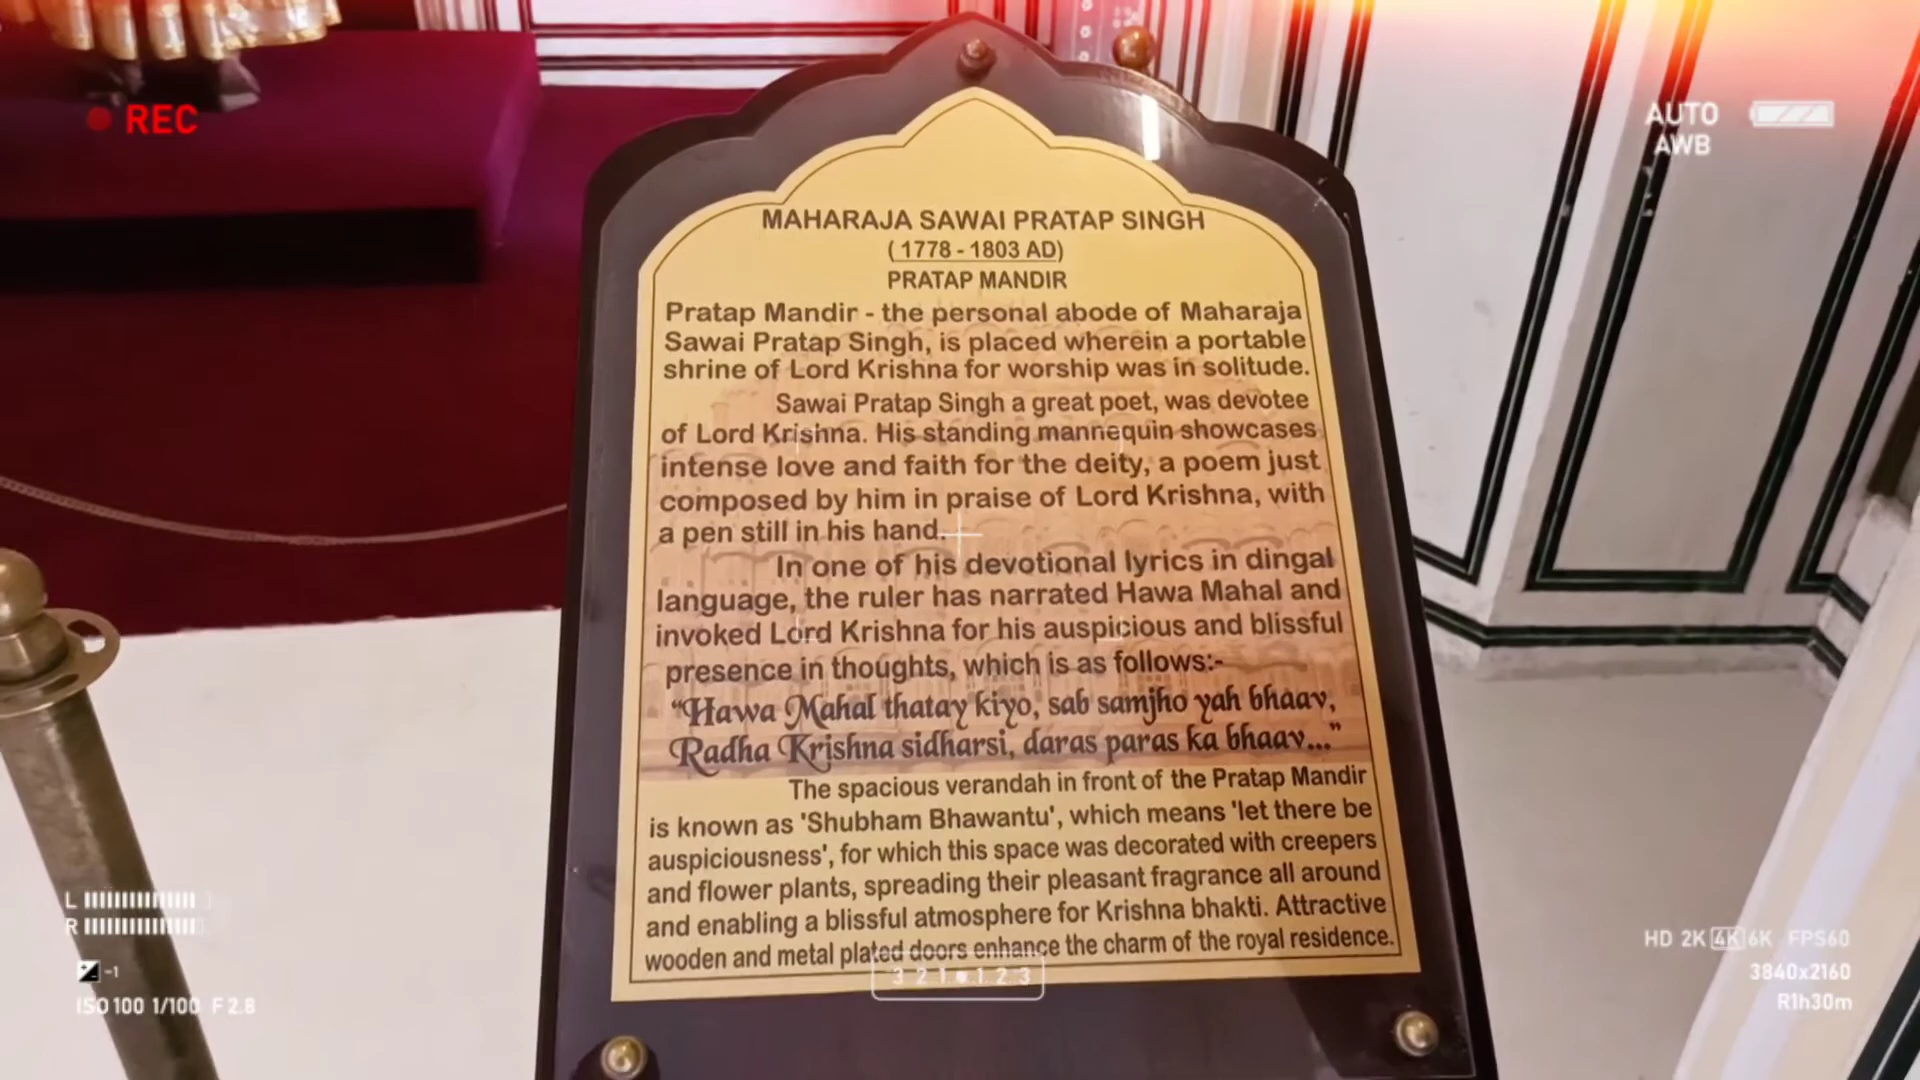 REC
AUTO
AWB
MAHARAJA SAWAI PRATAP SINGH
( 1778 - 1803 AD)
PRATAP MANDIR
Pratap Mandir - the personal abode of Maharaja
Sawai Pratap Singh, is placed wherein a portable
shrine of Lord Krishna for worship was in solitude.
Sawai Pratap Singh a great poet, was devotee
of Lord Krishna. His standing mannequin showcases
intense love and faith for the deity, a poem just
composed by him in praise of Lord Krishna, with
a pen still in his hand.
In one of his devotional lyrics in dingal
language, the ruler has narrated Hawa Mahal and
invoked Lord Krishna for his auspicious and blissful
presence in thoughts, which is as follows:-
“Hawa Mahal thatay kiyo, sab samjho yah bhaav,
Radha Krishna sidharsi, daras paras ka bhaav...”
The spacious verandah in front of the Pratap Mandir
is known as 'Shubham Bhawantu', which means 'let there be
auspiciousness', for which this space was decorated with creepers
and flower plants, spreading their pleasant fragrance all around
and enabling a blissful atmosphere for Krishna bhakti. Attractive
wooden and metal plated doors enhance the charm of the royal residence.
3 2 1 • 1 2 3
L
R
-1
ISO 100 1/100 F 2.8
HD 2K 4K 6K FPS60
3840x2160
R1h30m